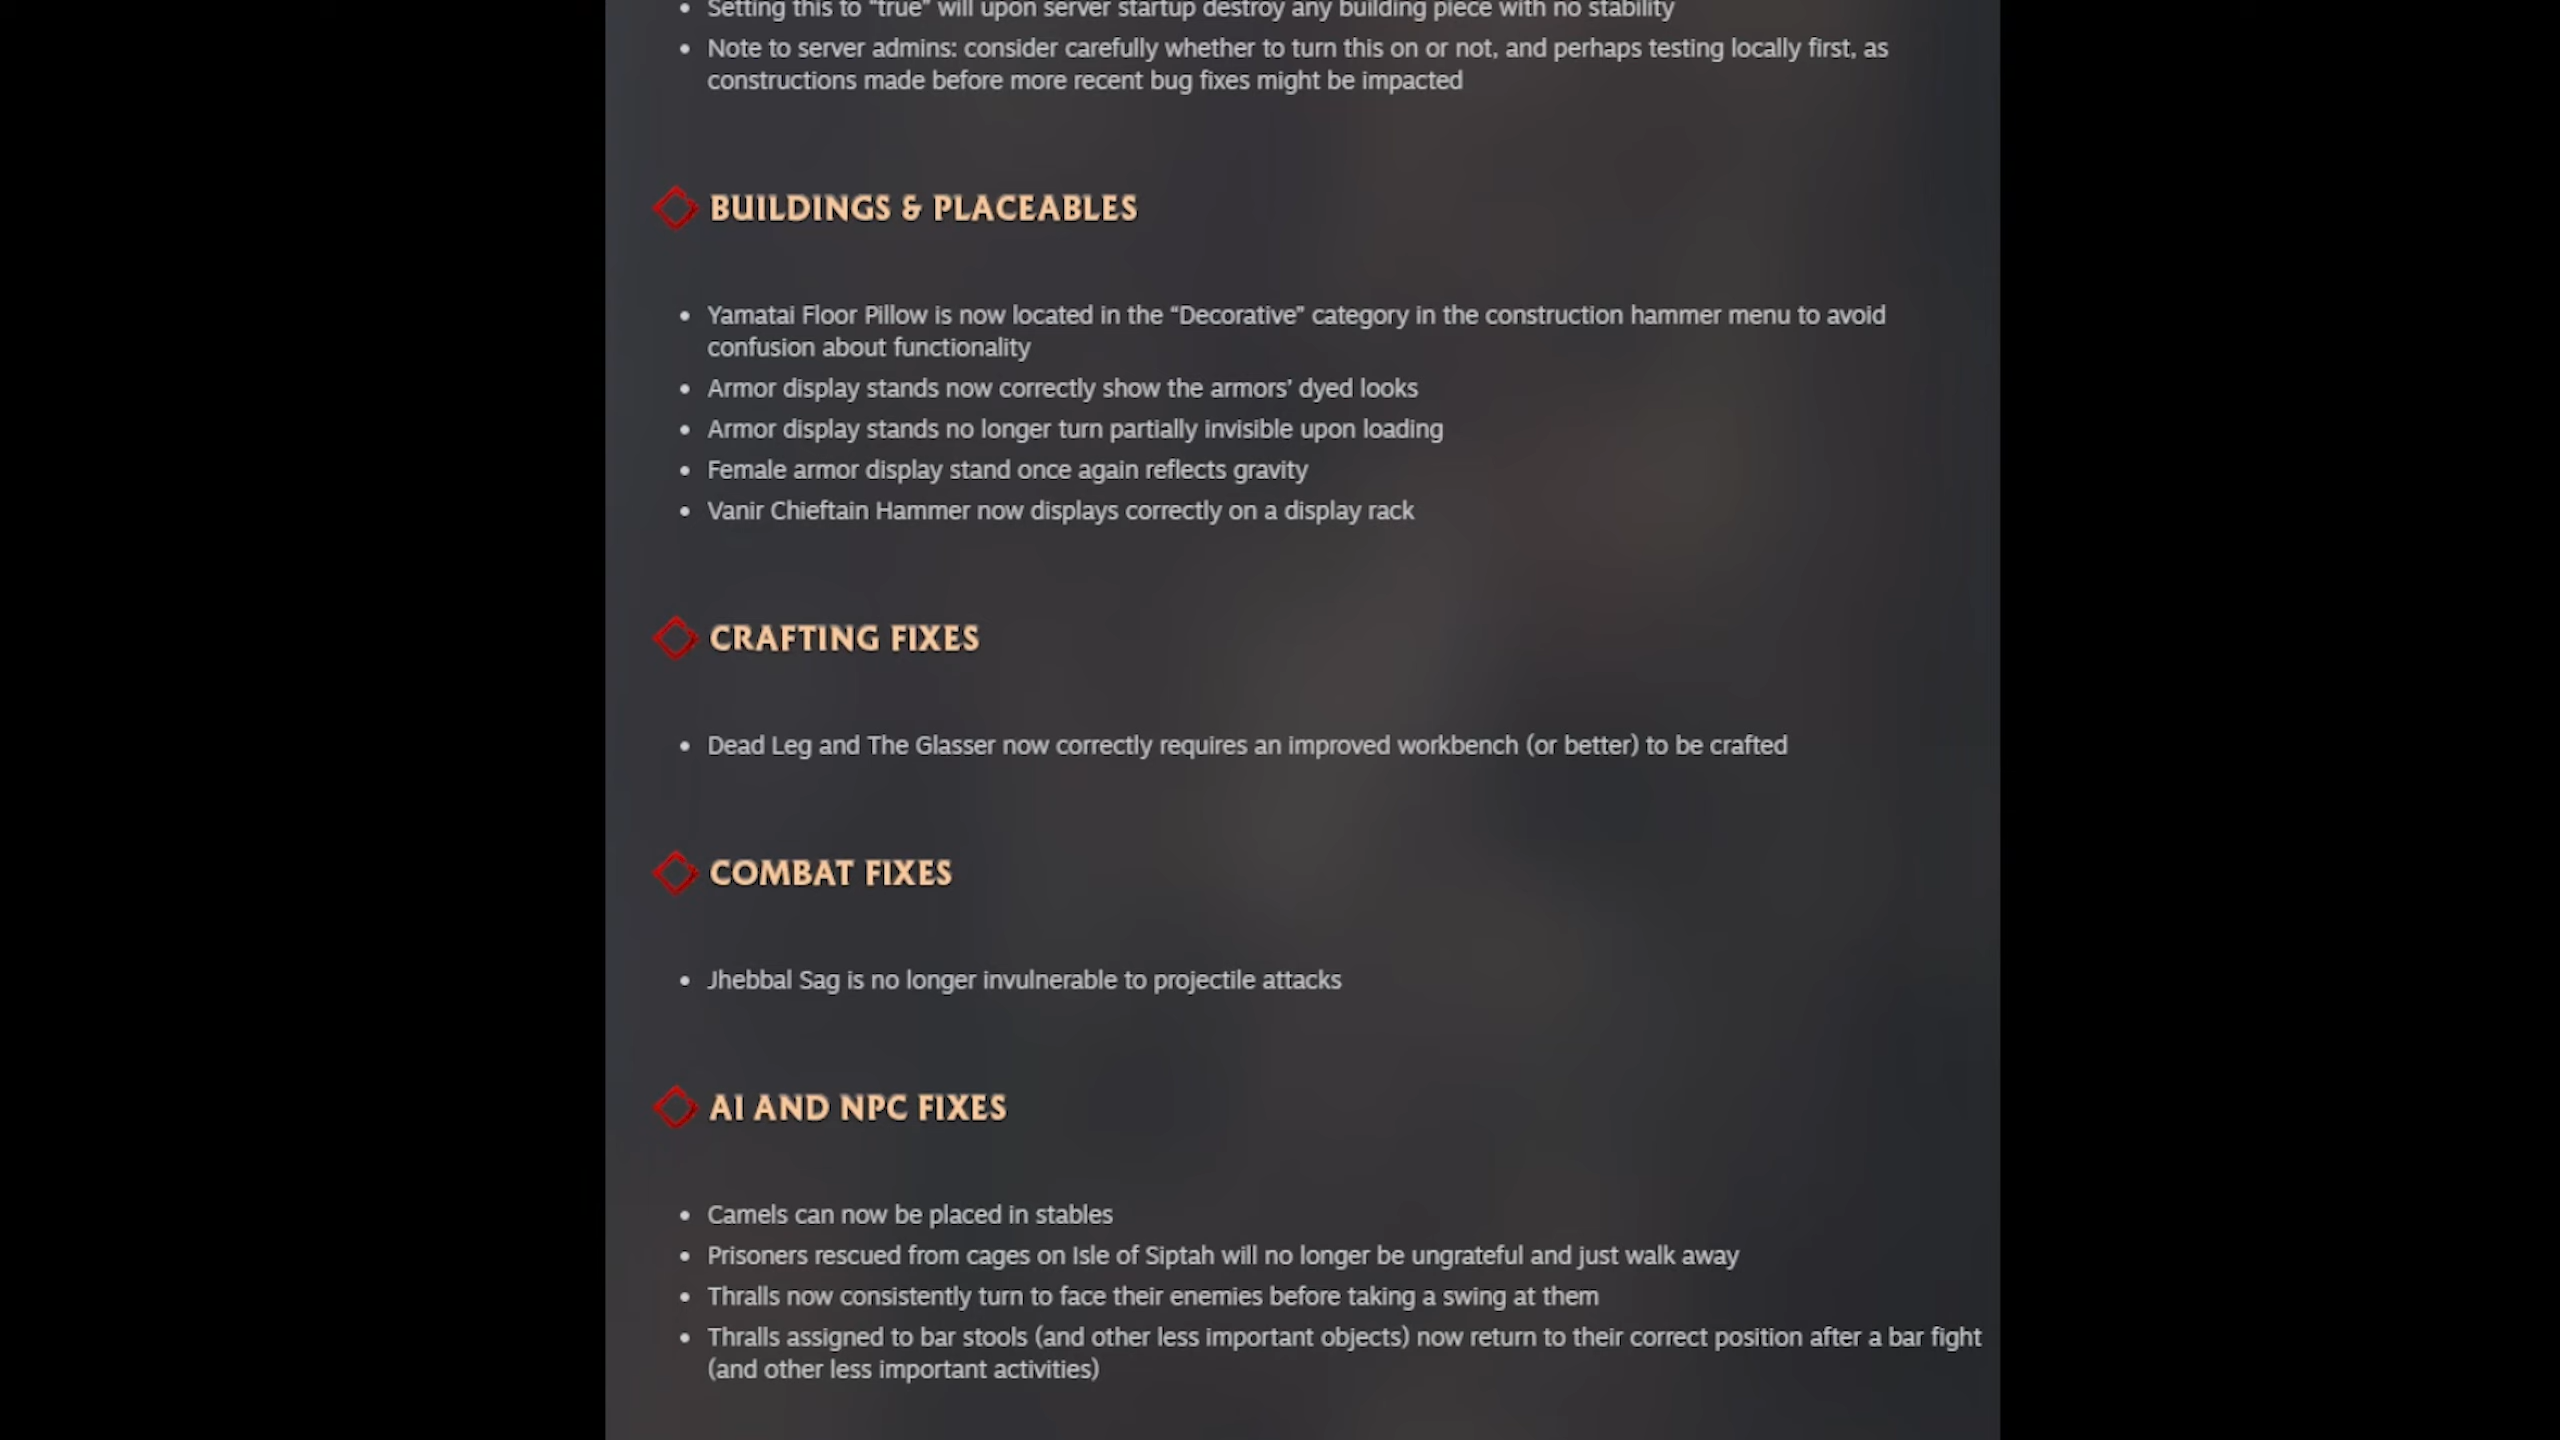 Setting this to “true” will upon server startup destroy any building piece with no stability
Note to server admins: consider carefully whether to turn this on or not, and perhaps testing locally first, as
constructions made before more recent bug fixes might be impacted
BUILDINGS & PLACEABLES
Yamatai Floor Pillow is now located in the “Decorative” category in the construction hammer menu to avoid
confusion about functionality
Armor display stands now correctly show the armors’ dyed looks
Armor display stands no longer turn partially invisible upon loading
Female armor display stand once again reflects gravity
Vanir Chieftain Hammer now displays correctly on a display rack
CRAFTING FIXES
Dead Leg and The Glasser now correctly requires an improved workbench (or better) to be crafted
COMBAT FIXES
Jhebbal Sag is no longer invulnerable to projectile attacks
AI AND NPC FIXES
Camels can now be placed in stables
Prisoners rescued from cages on Isle of Siptah will no longer be ungrateful and just walk away
Thralls now consistently turn to face their enemies before taking a swing at them
Thralls assigned to bar stools (and other less important objects) now return to their correct position after a bar fight
(and other less important activities)